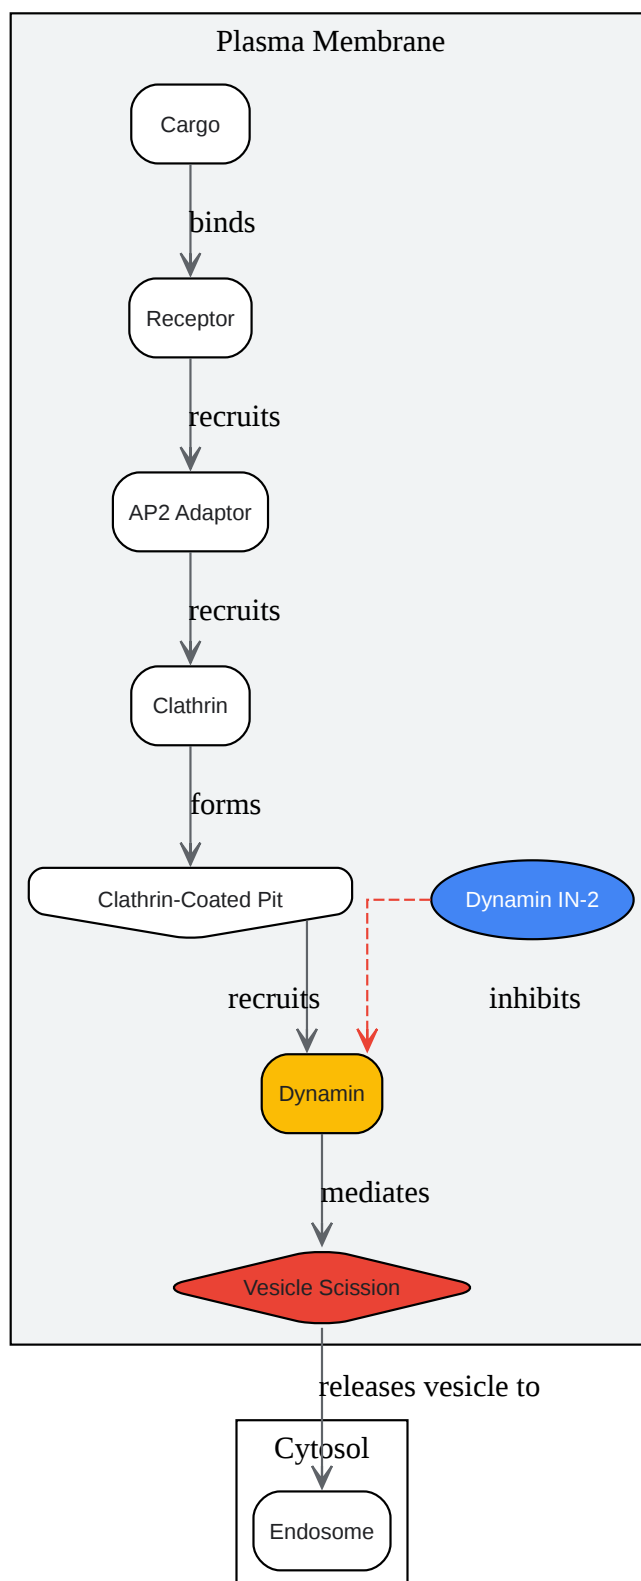 Plasma Membrane
Cargo
binds
Receptor
recruits
AP2 Adaptor
recruits
Clathrin
forms
Clathrin-Coated Pit
Dynamin IN-2
recruits
inhibits
Dynamin
mediates
Vesicle Scission
releases vesicle to
Cytosol
Endosome